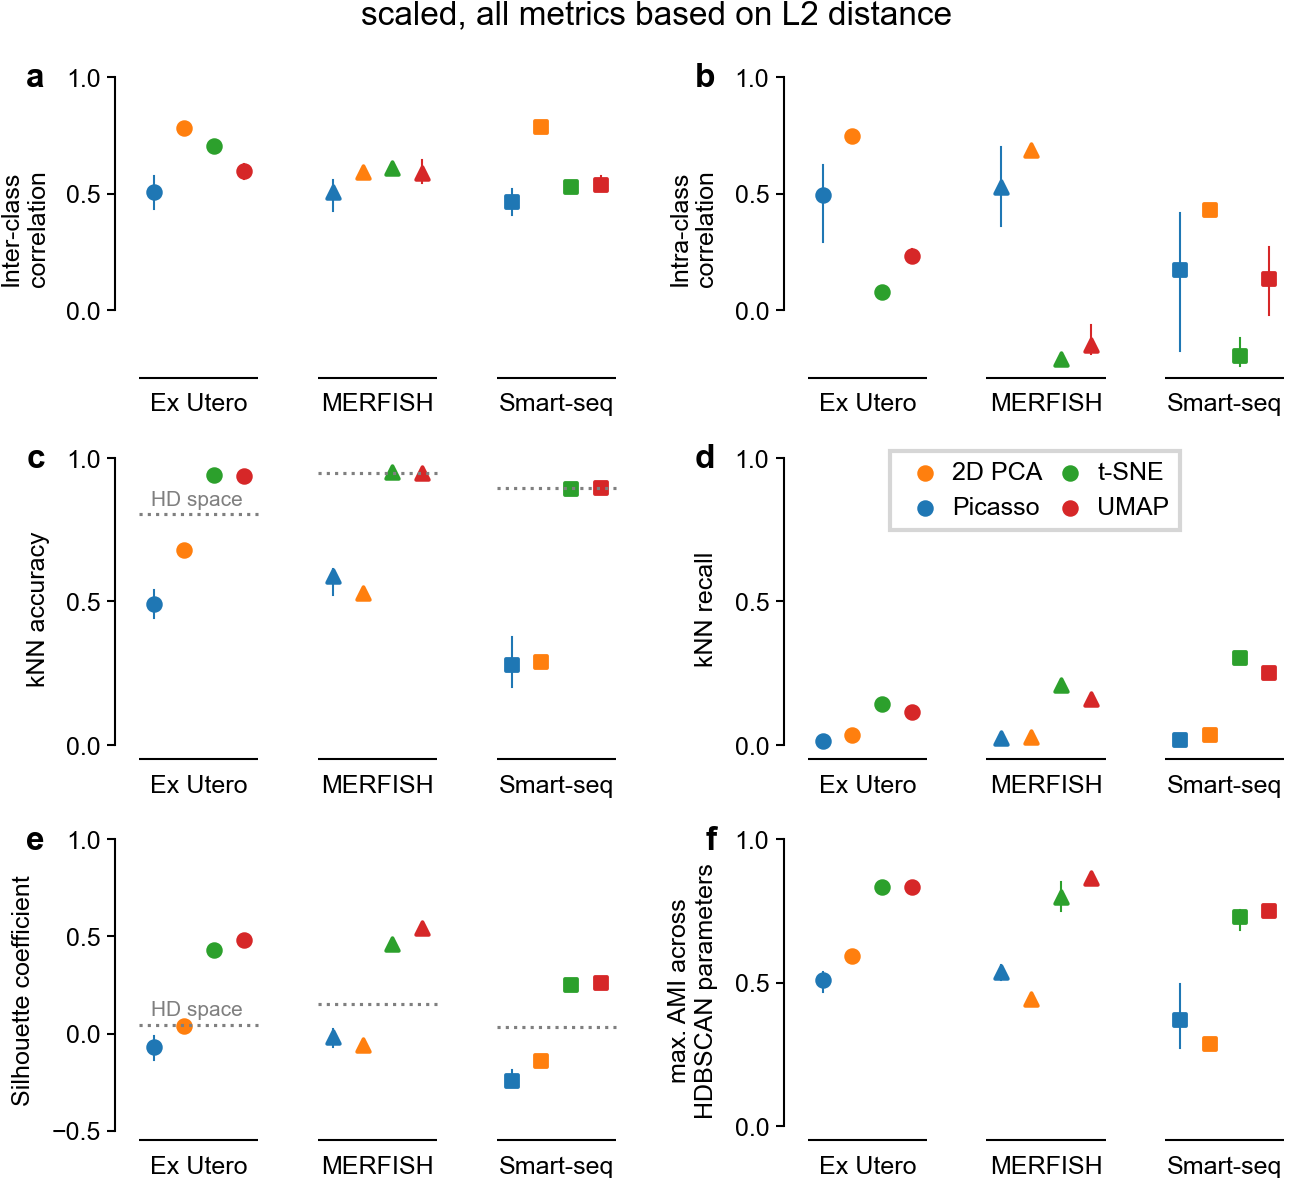 scaled, all metrics based on L2 distance
a
1.0
0.5
0.0
Inter-class
correlation
Ex Utero
MERFISH
Smart-seq
b
1.0
0.5
0.0
Intra-class
correlation
Ex Utero
MERFISH
Smart-seq
c
1.0
0.5
0.0
kNN accuracy
HD space
Ex Utero
MERFISH
Smart-seq
d
1.0
0.5
0.0
kNN recall
2D PCA
t-SNE
Picasso
UMAP
Ex Utero
MERFISH
Smart-seq
e
1.0
0.5
0.0
−0.5
Silhouette coefficient
HD space
Ex Utero
MERFISH
Smart-seq
f
1.0
0.5
0.0
max. AMI across
HDBSCAN parameters
Ex Utero
MERFISH
Smart-seq